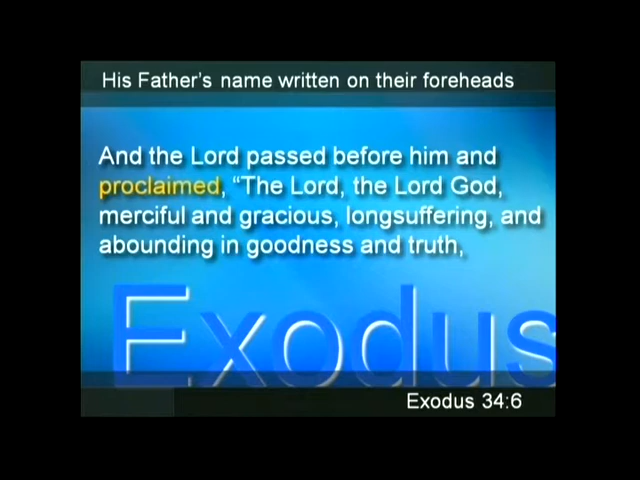 His Father's name written on their foreheads
And the Lord passed before him and
proclaimed, “The Lord, the Lord God,
merciful and gracious, longsuffering, and
abounding in goodness and truth,
Exodus
Exodus 34:6